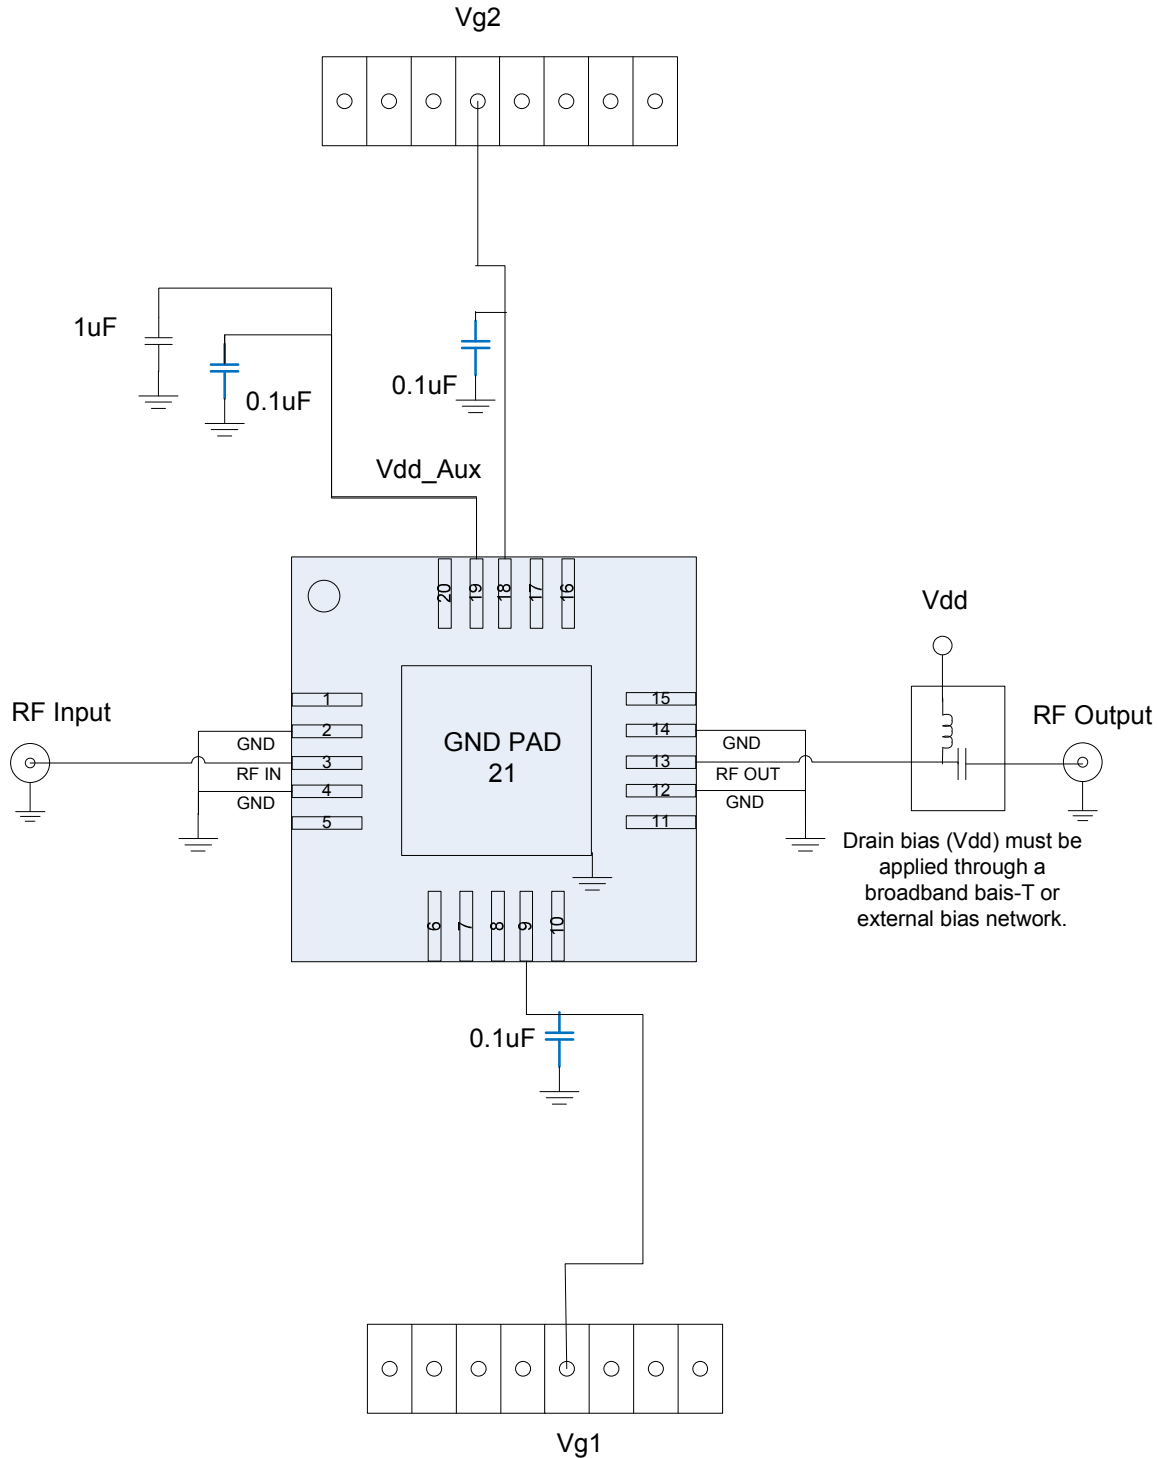 Vg2
1uF
0.1uF
0.1uF
Vdd_Aux
20 19 18 17 16
Vdd
RF Input
RF Output
1
2
3
4
5
GND
RF IN
GND
GND PAD
21
15
14
13
12
11
GND
RF OUT
GND
Drain bias (Vdd) must be
applied through a
broadband bais-T or
external bias network.
6 7 8 9 10
0.1uF
Vg1